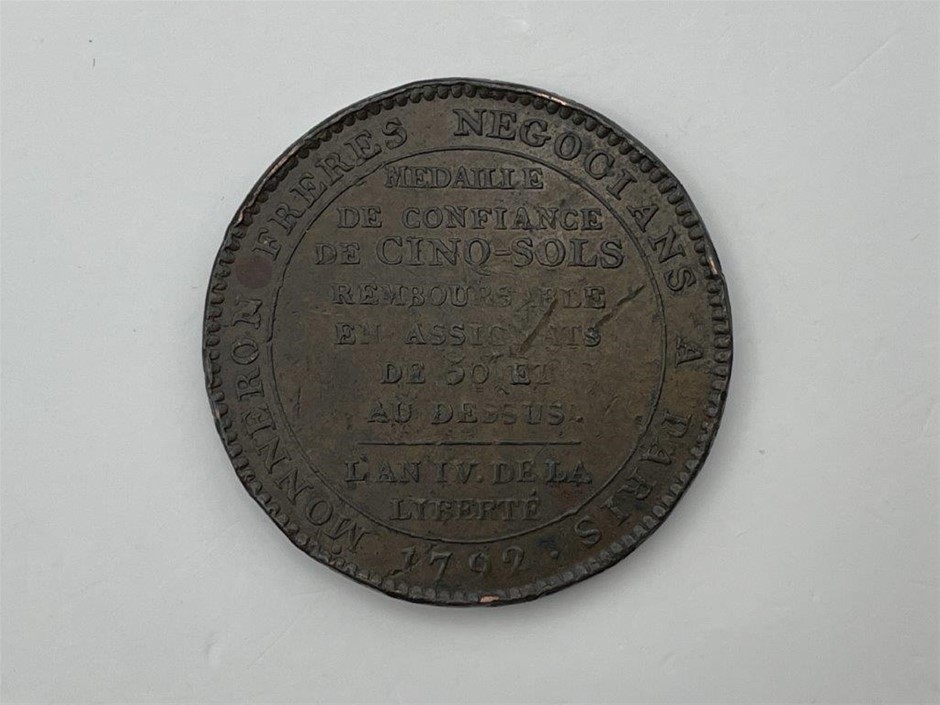 MONNERON FRERES NEGOCIANS A PARIS
1792.
MEDAILLE
DE CONFIANCE
DE CINQ-SOLS
REMBOURSABLE
EN ASSIGNATS
DE 50 ET
AU DESSUS.
L'AN IV. DE LA
LIBERTÉ